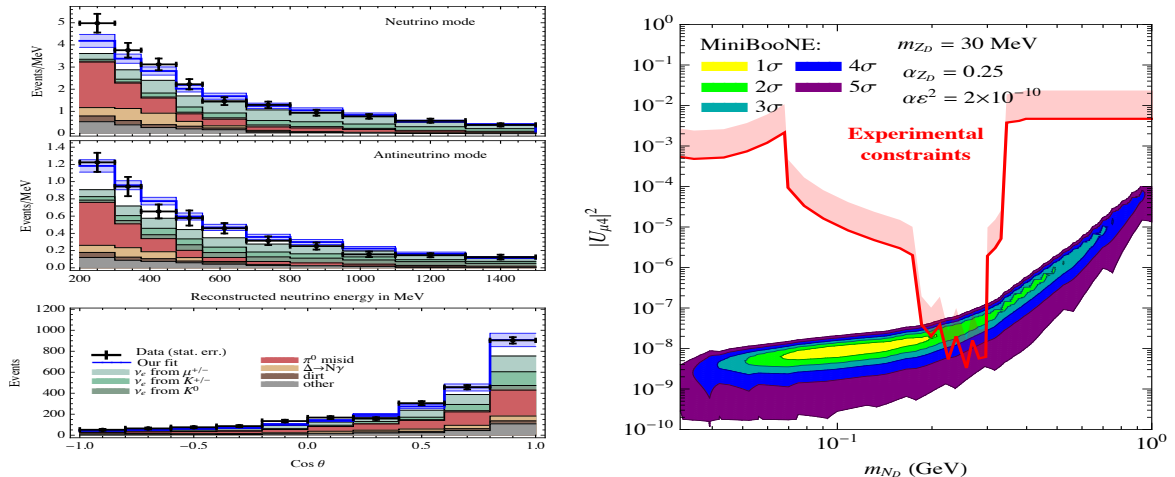 Neutrino mode
Events/MeV
5
4
3
2
1
0
Antineutrino mode
Events/MeV
1.2
1.0
0.8
0.6
0.4
0.2
0.0
200 400 600 800 1000 1200 1400
Reconstructed neutrino energy in MeV
Events
1200
1000
800
600
400
200
0
Data (stat. err.)
Our fit
νe from μ+/−
νe from K+/−
νe from K0
π0 misid
Δ→Nγ
dirt
other
−1.0 −0.5 0.0 0.5 1.0
Cos θ
MiniBooNE:
1σ 4σ
2σ 5σ
3σ
mZD = 30 MeV
αZD = 0.25
αε2 = 2×10−10
Experimental
constraints
|Uμ4|2
100
10−1
10−2
10−3
10−4
10−5
10−6
10−7
10−8
10−9
10−10
10−1 100
mND (GeV)